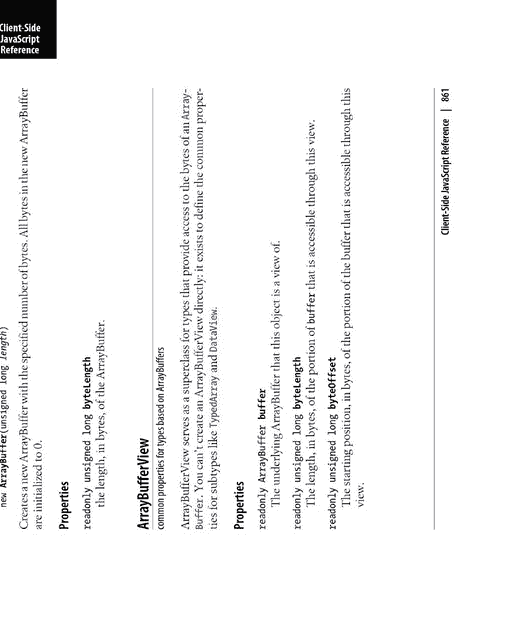 Client-Side
JavaScript
Reference
new ArrayBuffer(unsigned long length)
Creates a new ArrayBuffer with the specified number of bytes. All bytes in the new ArrayBuffer
are initialized to 0.
Properties
readonly unsigned long byteLength
the length, in bytes, of the ArrayBuffer.
ArrayBufferView
common properties for types based on ArrayBuffers
ArrayBufferView serves as a superclass for types that provide access to the bytes of an Array-
Buffer. You can't create an ArrayBufferView directly: it exists to define the common proper-
ties for subtypes like TypedArray and DataView.
Properties
readonly ArrayBuffer buffer
The underlying ArrayBuffer that this object is a view of.
readonly unsigned long byteLength
The length, in bytes, of the portion of buffer that is accessible through this view.
readonly unsigned long byteOffset
The starting position, in bytes, of the portion of the buffer that is accessible through this
view.
Client-Side JavaScript Reference | 861